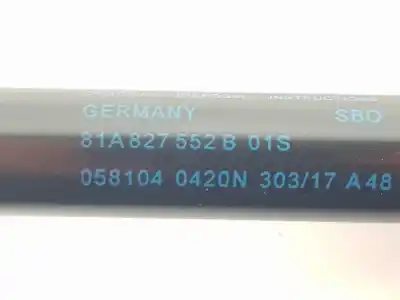 GERMANY SBO
81A 827 552 B 01S
058104 0420N 303/17 A48